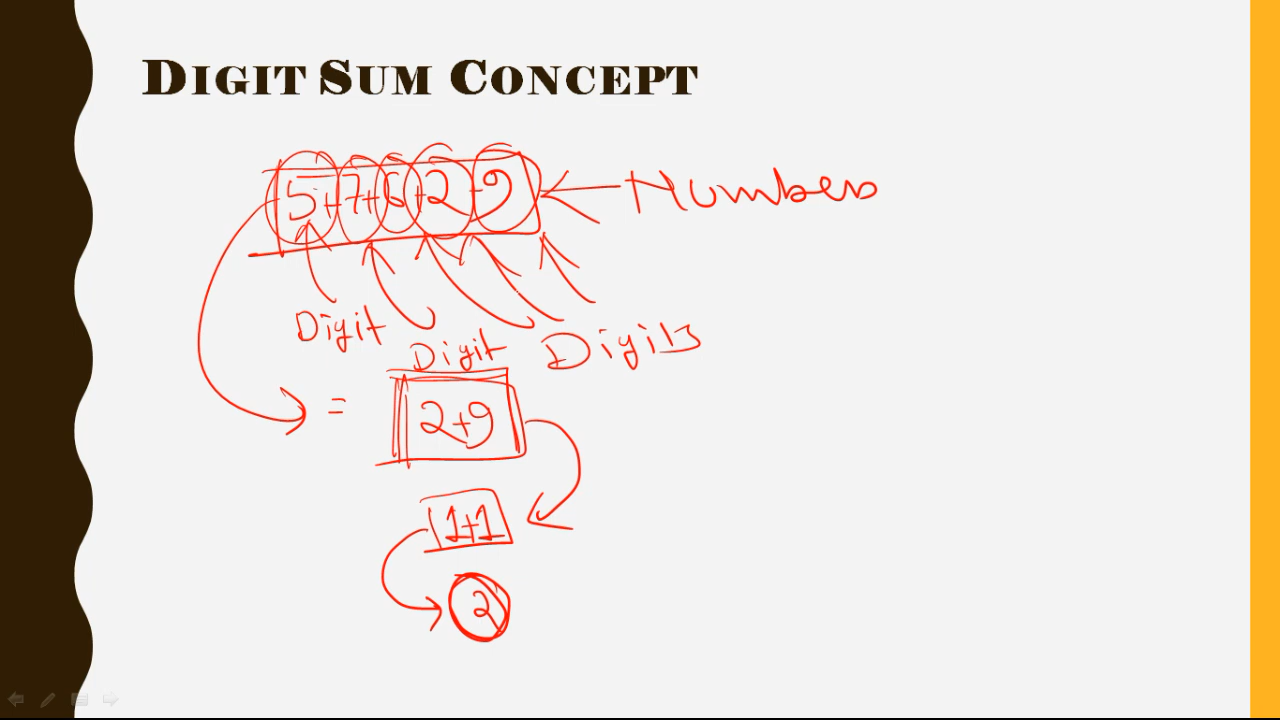 DIGIT SUM CONCEPT
5+7+6+2+9 Numbers
Digit
Digit Digits
= 2+9
1+1
2